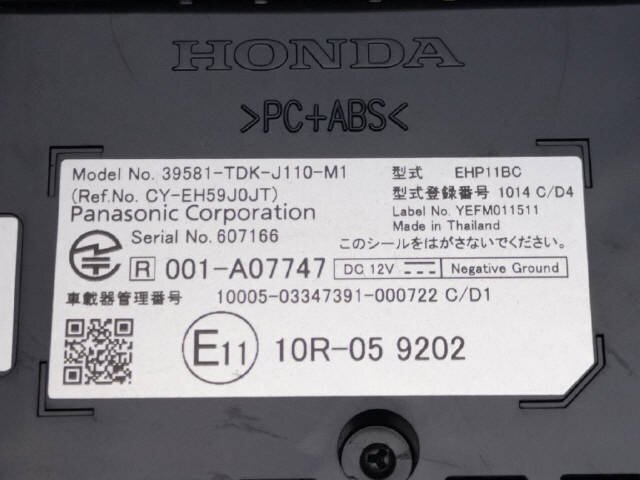 HONDA
>PC+ABS<
Model No. 39581-TDK-J110-M1 型式 EHP11BC
(Ref.No. CY-EH59J0JT) 型式登録番号 1014 C/D4
Panasonic Corporation Label No. YEFM011511
Made in Thailand
Serial No. 607166 このシールをはがさないでください
R 001-A07747 DC 12V Negative Ground
車載器管理番号 10005-03347391-000722 C/D1
E11 10R-05 9202